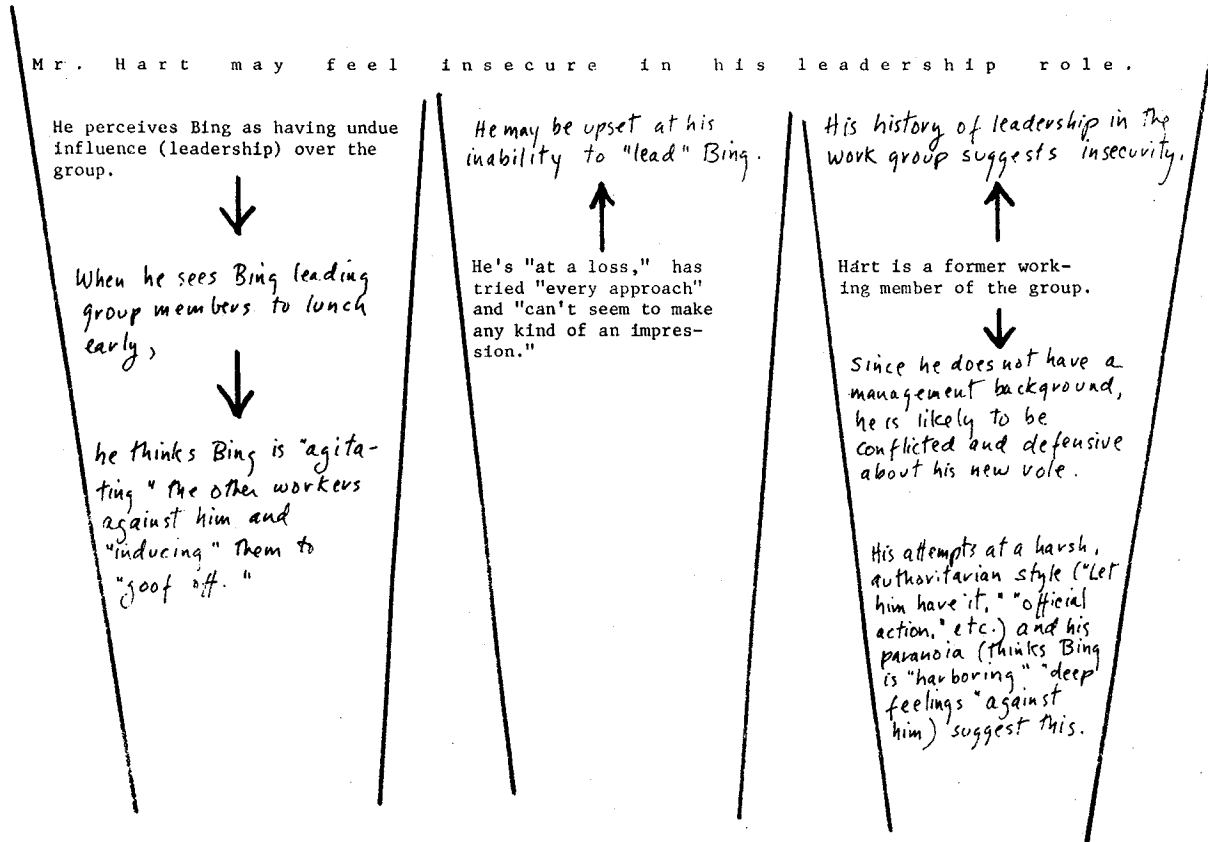 Mr. Hart may feel insecure in his leadership role.
He perceives Bing as having undue
influence (leadership) over the
group.
When he sees Bing leading
group members to lunch
early,
he thinks Bing is "agita-
ting" the other workers
against him and
"inducing" them to
"goof off."
He may be upset at his
inability to "lead" Bing.
He's "at a loss," has
tried "every approach"
and "can't seem to make
any kind of an impres-
sion."
His history of leadership in the
work group suggests insecurity.
Hart is a former work-
ing member of the group.
Since he does not have a
management background,
he is likely to be
conflicted and defensive
about his new role.
His attempts at a harsh,
authoritarian style ("Let
him have it," "official
action," etc.) and his
paranoia (thinks Bing
is "harboring" "deep
feelings" against
him) suggest this.